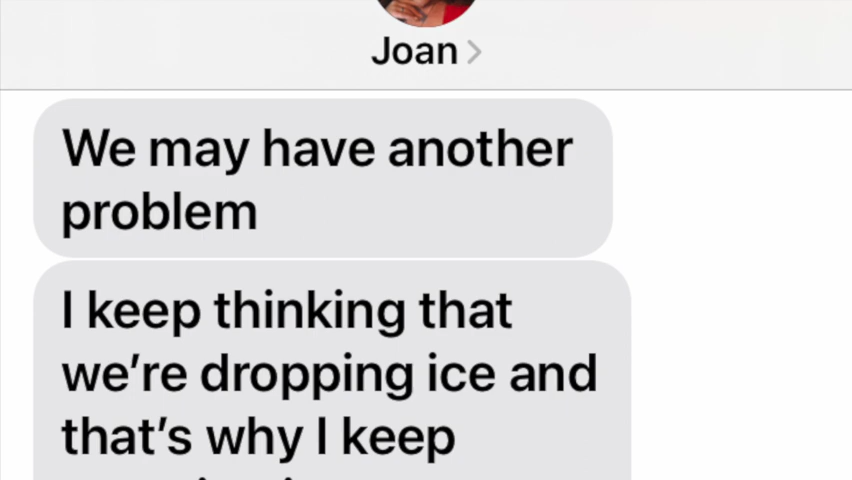 Joan
We may have another
problem
I keep thinking that
we're dropping ice and
that's why I keep